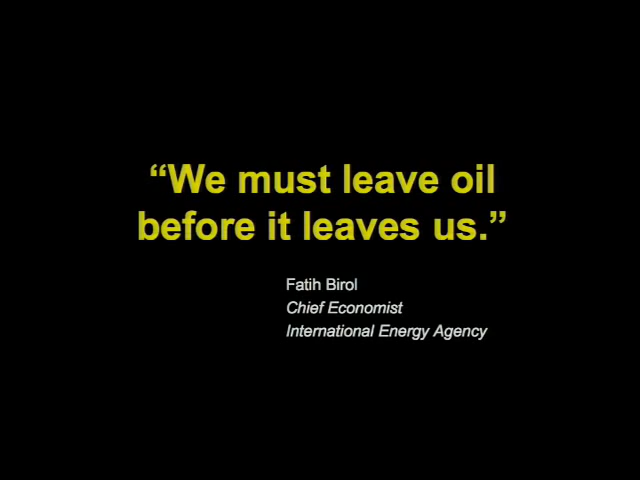 “We must leave oil
before it leaves us.”
Fatih Birol
Chief Economist
International Energy Agency